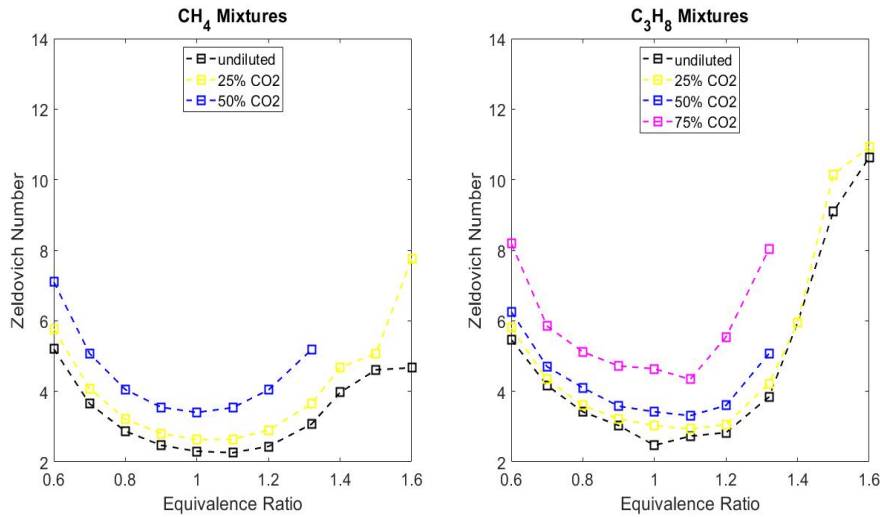 CH4 Mixtures
14
12
10
8
6
4
2
Zeldovich Number
undiluted
25% CO2
50% CO2
0.6 0.8 1 1.2 1.4 1.6
Equivalence Ratio
C3H8 Mixtures
14
12
10
8
6
4
2
Zeldovich Number
undiluted
25% CO2
50% CO2
75% CO2
0.6 0.8 1 1.2 1.4 1.6
Equivalence Ratio